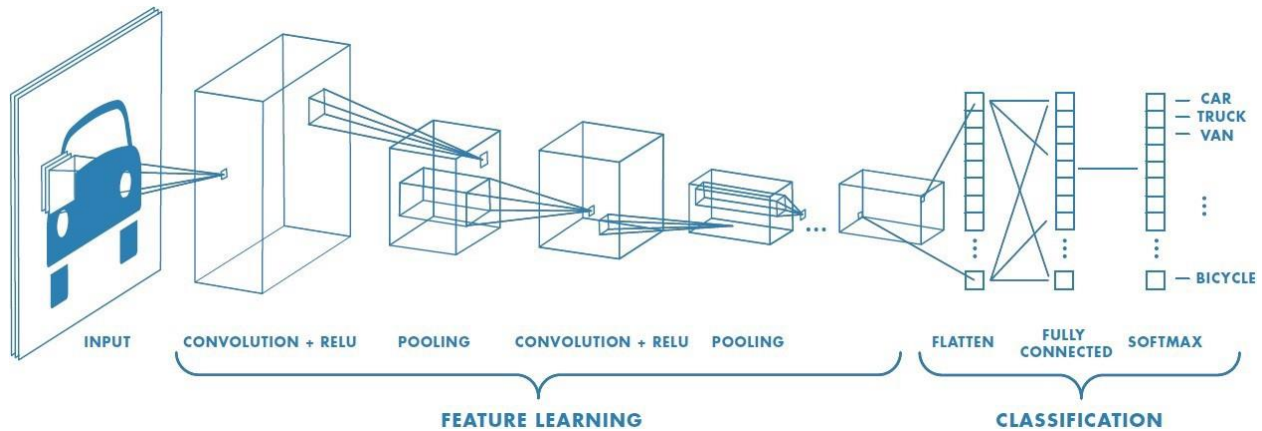 CAR
TRUCK
VAN
BICYCLE
INPUT
CONVOLUTION + RELU
POOLING
CONVOLUTION + RELU
POOLING
FLATTEN
FULLY
CONNECTED
SOFTMAX
FEATURE LEARNING
CLASSIFICATION